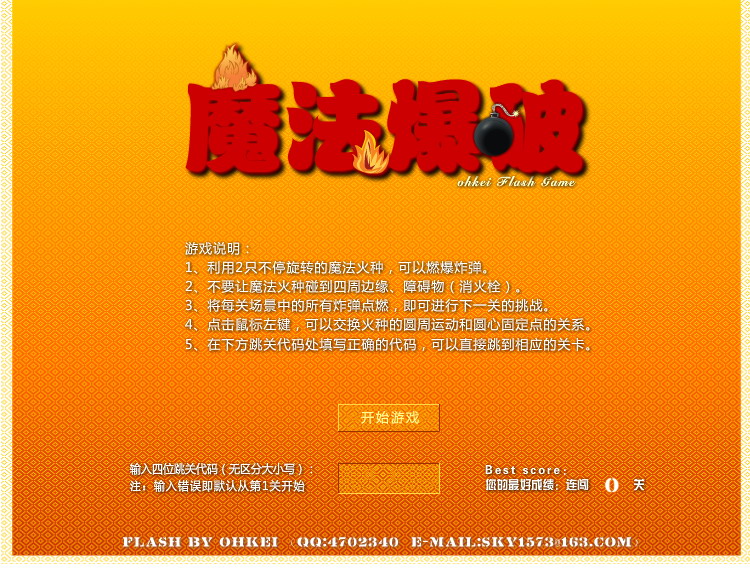 魔法爆破
ohkei Flash Game
游戏说明：
1、利用2只不停旋转的魔法火种，可以燃爆炸弹。
2、不要让魔法火种碰到四周边缘、障碍物（消火栓）。
3、将每关场景中的所有炸弹点燃，即可进行下一关的挑战。
4、点击鼠标左键，可以交换火种的圆周运动和圆心固定点的关系。
5、在下方跳关代码处填写正确的代码，可以直接跳到相应的关卡。
开始游戏
输入四位跳关代码（无区分大小写）：
注：输入错误即默认从第1关开始
Best score:
您的最好成绩：连闯 0 关
FLASH BY OHKEI （QQ:4702340 E-MAIL:SKY1573@163.COM）